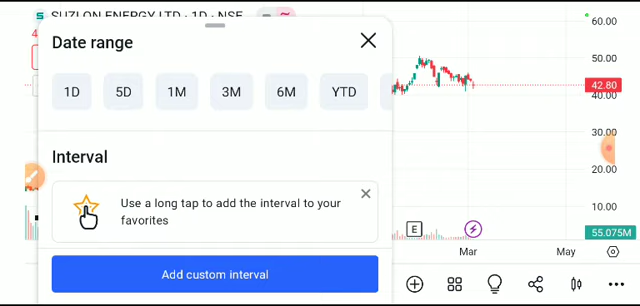 SUZLON ENERGY LTD · 1D · NSE
Date range
1D 5D 1M 3M 6M YTD
Interval
Use a long tap to add the interval to your
favorites
Add custom interval
60.00
50.00
42.80
40.00
30.00
20.00
10.00
55.075M
E
Mar May